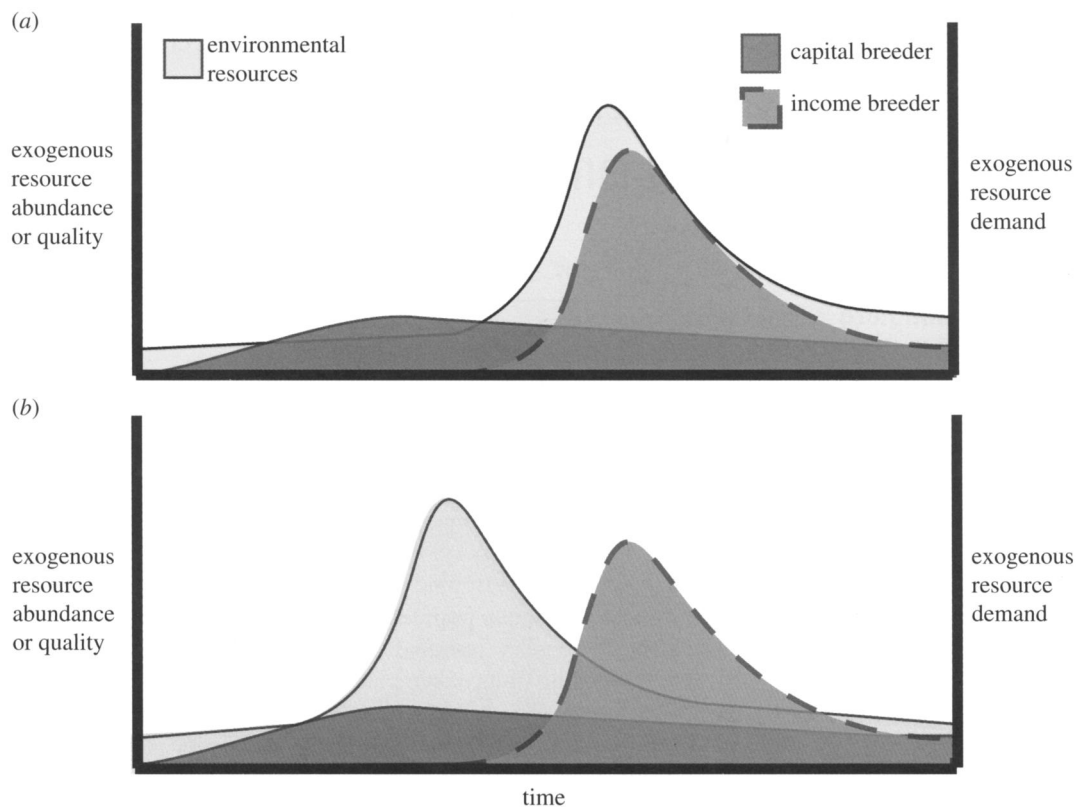 (a)
environmental
resources
capital breeder
income breeder
exogenous
resource
abundance
or quality
exogenous
resource
demand
(b)
exogenous
resource
abundance
or quality
exogenous
resource
demand
time